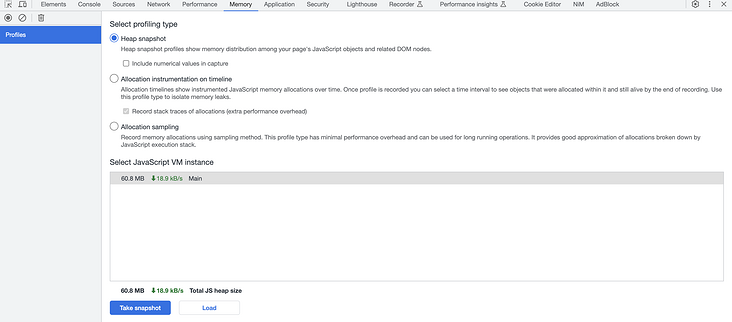 Elements Console Sources Network Performance Memory Application Security Lighthouse Recorder Performance insights Cookie Editor NiM AdBlock
Profiles
Select profiling type
Heap snapshot
Heap snapshot profiles show memory distribution among your page's JavaScript objects and related DOM nodes.
Include numerical values in capture
Allocation instrumentation on timeline
Allocation timelines show instrumented JavaScript memory allocations over time. Once profile is recorded you can select a time interval to see objects that were allocated within it and still alive by the end of recording. Use
this profile type to isolate memory leaks.
Record stack traces of allocations (extra performance overhead)
Allocation sampling
Record memory allocations using sampling method. This profile type has minimal performance overhead and can be used for long running operations. It provides good approximation of allocations broken down by
JavaScript execution stack.
Select JavaScript VM instance
60.8 MB 18.9 kB/s Main
60.8 MB 18.9 kB/s Total JS heap size
Take snapshot Load